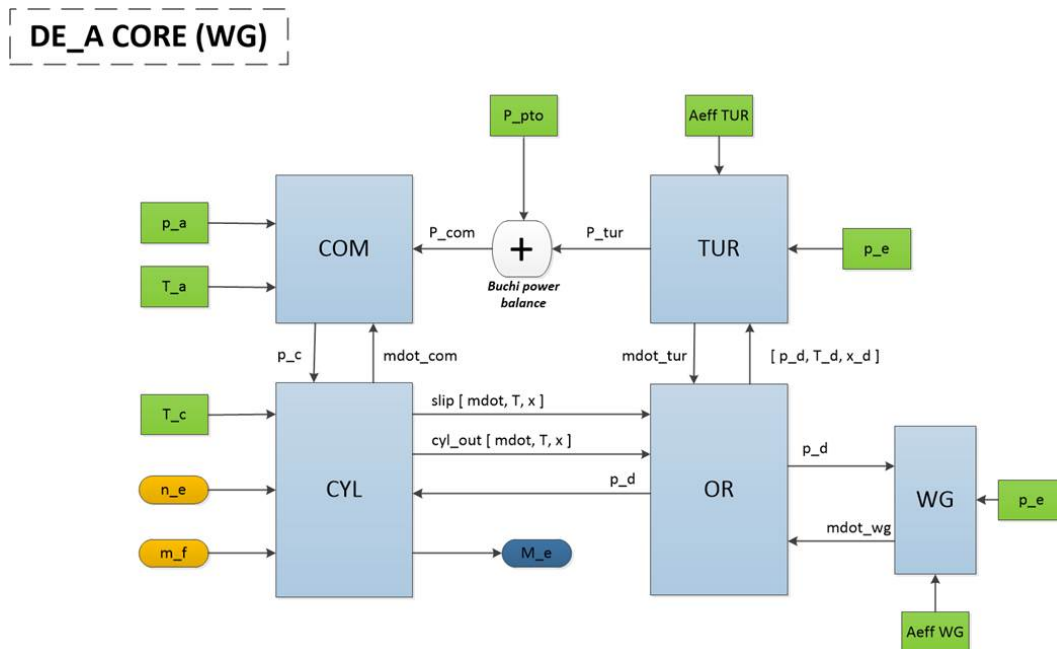 DE_A CORE (WG)
P_pto
Aeff TUR
p_a
T_a
COM
P_com
+
P_tur
TUR
p_e
Buchi power
balance
p_c
mdot_com
mdot_tur
[ p_d, T_d, x_d ]
T_c
slip [ mdot, T, x ]
cyl_out [ mdot, T, x ]
n_e
CYL
p_d
OR
p_d
WG
p_e
m_f
M_e
mdot_wg
Aeff WG